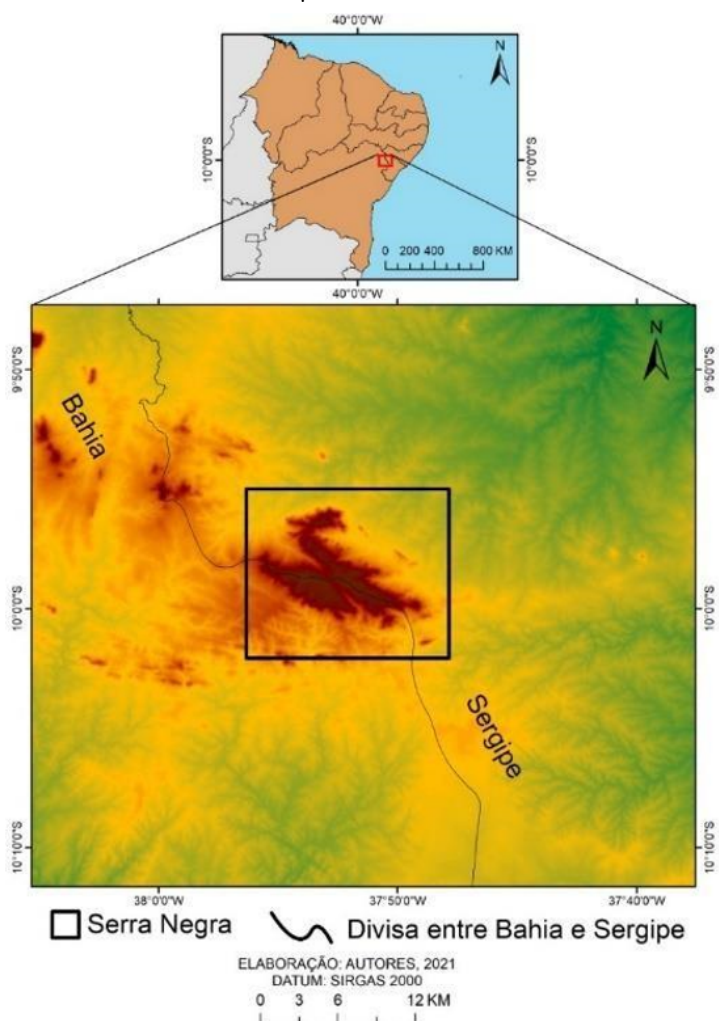 40°0'0"W
N
10°0'0"S
10°0'0"S
0 200 400 800 KM
40°0'0"W
N
9°50'0"S
9°50'0"S
Bahia
10°0'0"S
10°0'0"S
Sergipe
10°10'0"S
10°10'0"S
38°0'0"W 37°50'0"W 37°40'0"W
Serra Negra Divisa entre Bahia e Sergipe
ELABORAÇÃO: AUTORES, 2021
DATUM: SIRGAS 2000
0 3 6 12 KM